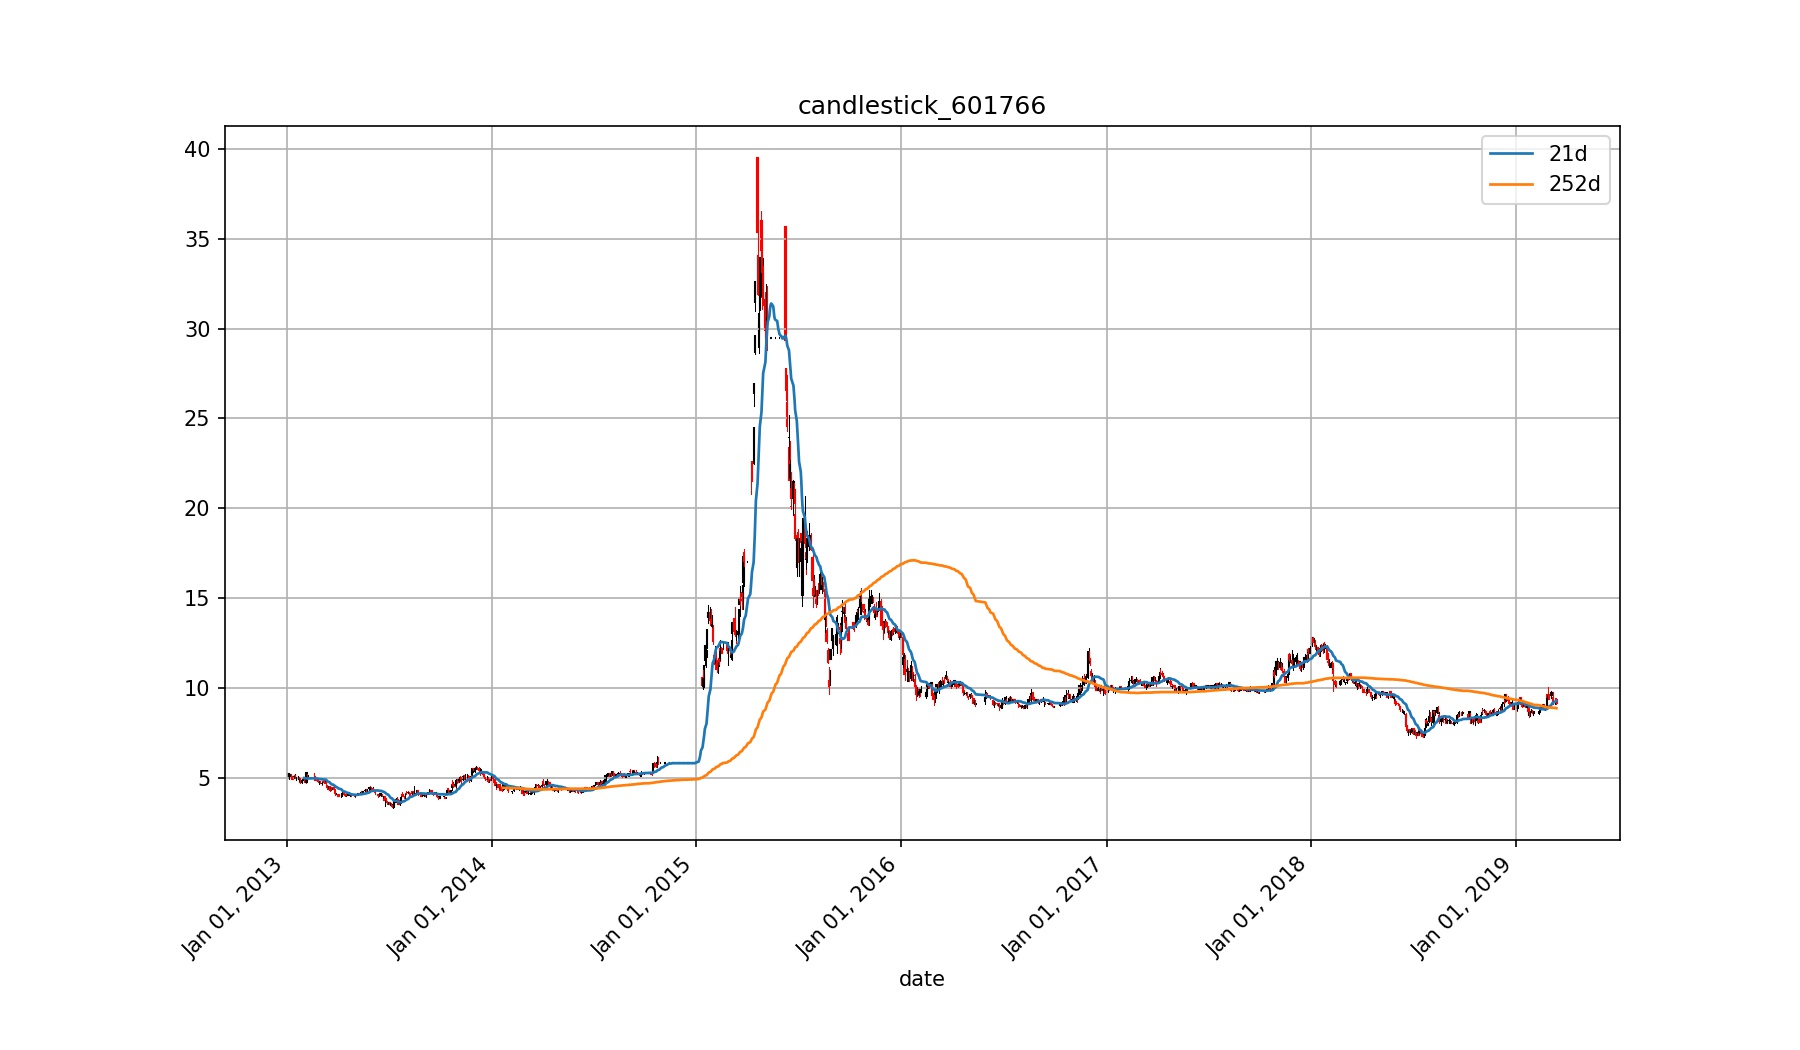 candlestick_601766
21d
252d
40
35
30
25
20
15
10
5
Jan 01, 2013
Jan 01, 2014
Jan 01, 2015
Jan 01, 2016
Jan 01, 2017
Jan 01, 2018
Jan 01, 2019
date